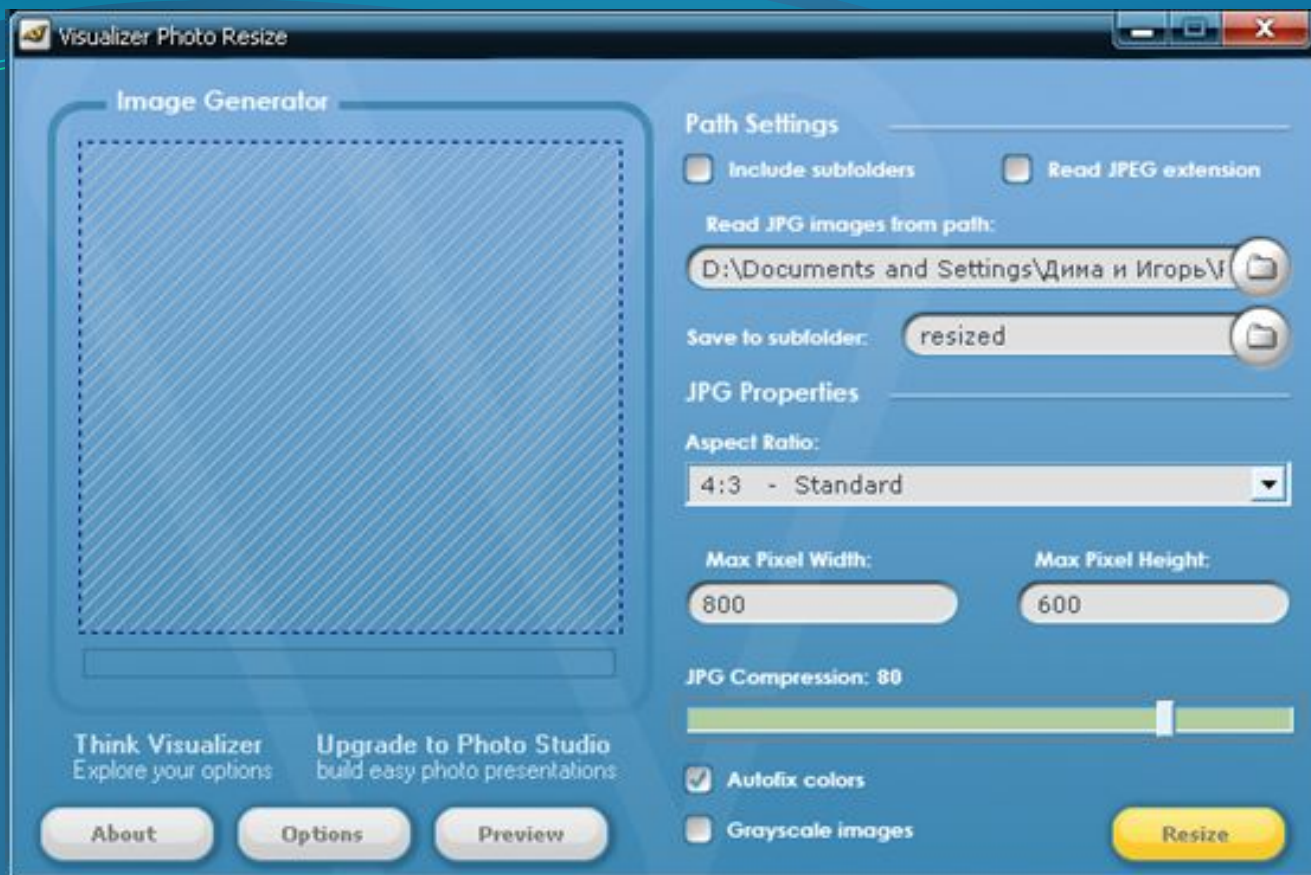 Visualizer Photo Resize
Image Generator
Path Settings
Include subfolders
Read JPEG extension
Read JPG images from path:
D:\Documents and Settings\Дима и Игорь\
Save to subfolder:
resized
JPG Properties
Aspect Ratio:
4:3 - Standard
Max Pixel Width:
Max Pixel Height:
800
600
JPG Compression: 80
Think Visualizer
Explore your options
Upgrade to Photo Studio
build easy photo presentations
Autofix colors
Grayscale images
About
Options
Preview
Resize